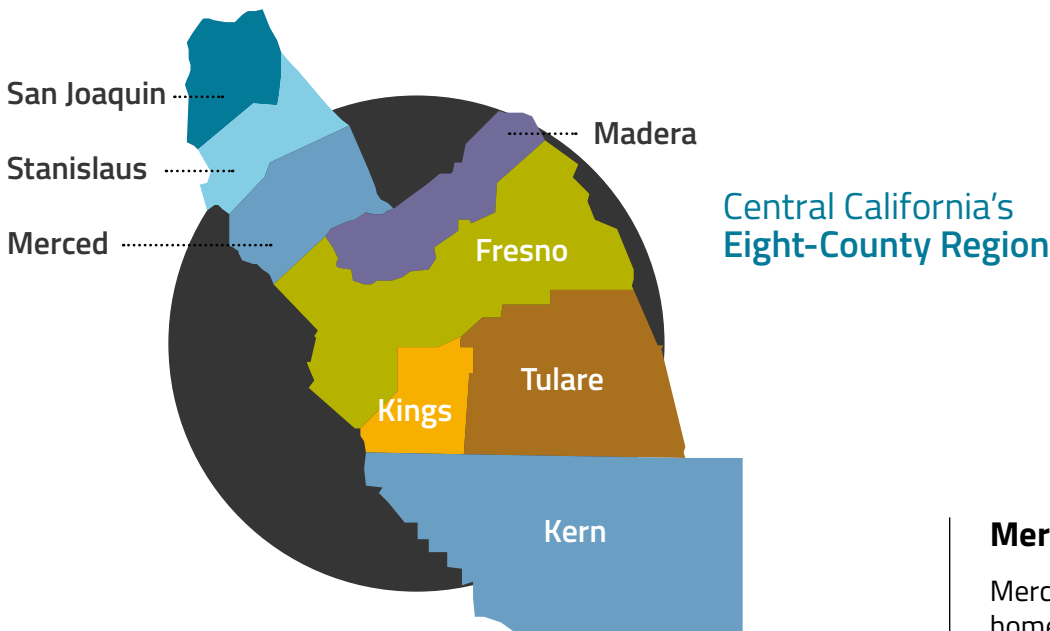 San Joaquin
Stanislaus
Merced
Madera
Fresno
Tulare
Kings
Kern
Central California’s
Eight-County Region